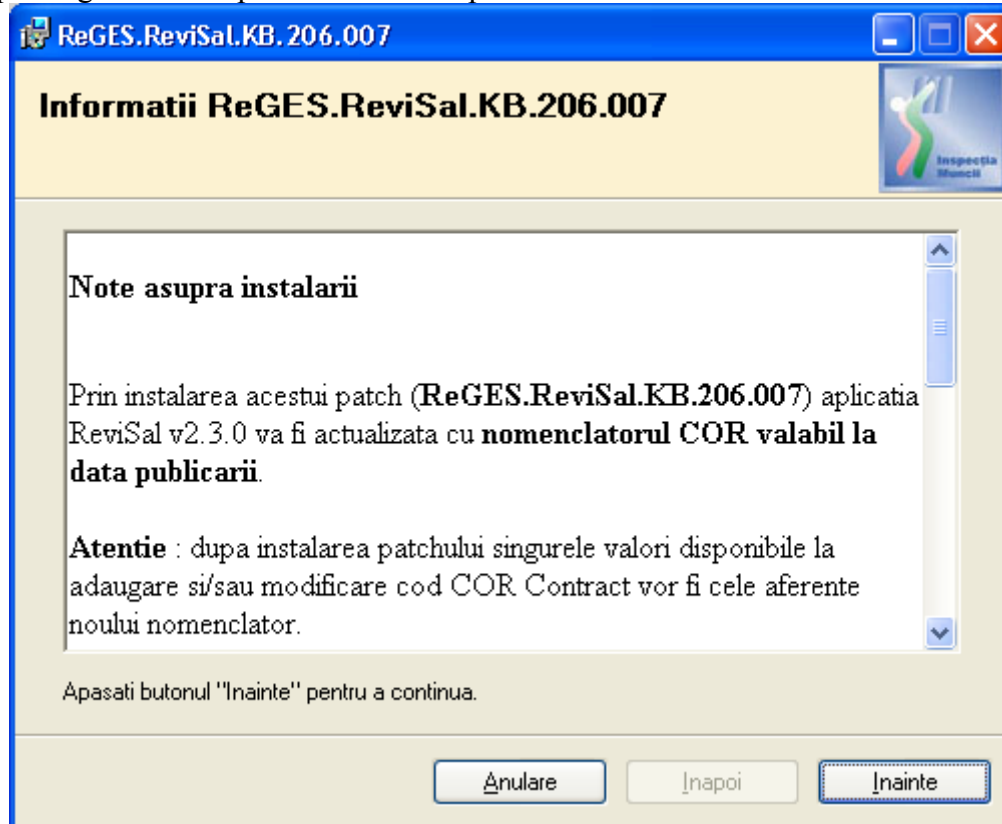 ReGES.ReviSal.KB.206.007
Informatii ReGES.ReviSal.KB.206.007
Inspecția
Muncii
Note asupra instalarii
Prin instalarea acestui patch (ReGES.ReviSal.KB.206.007) aplicatia
ReviSal v2.3.0 va fi actualizata cu nomenclatorul COR valabil la
data publicarii.
Atentie : dupa instalarea patchului singurele valori disponibile la
adaugare si/sau modificare cod COR Contract vor fi cele aferente
noului nomenclator.
Apasati butonul "Inainte" pentru a continua.
Anulare
Inapoi
Inainte